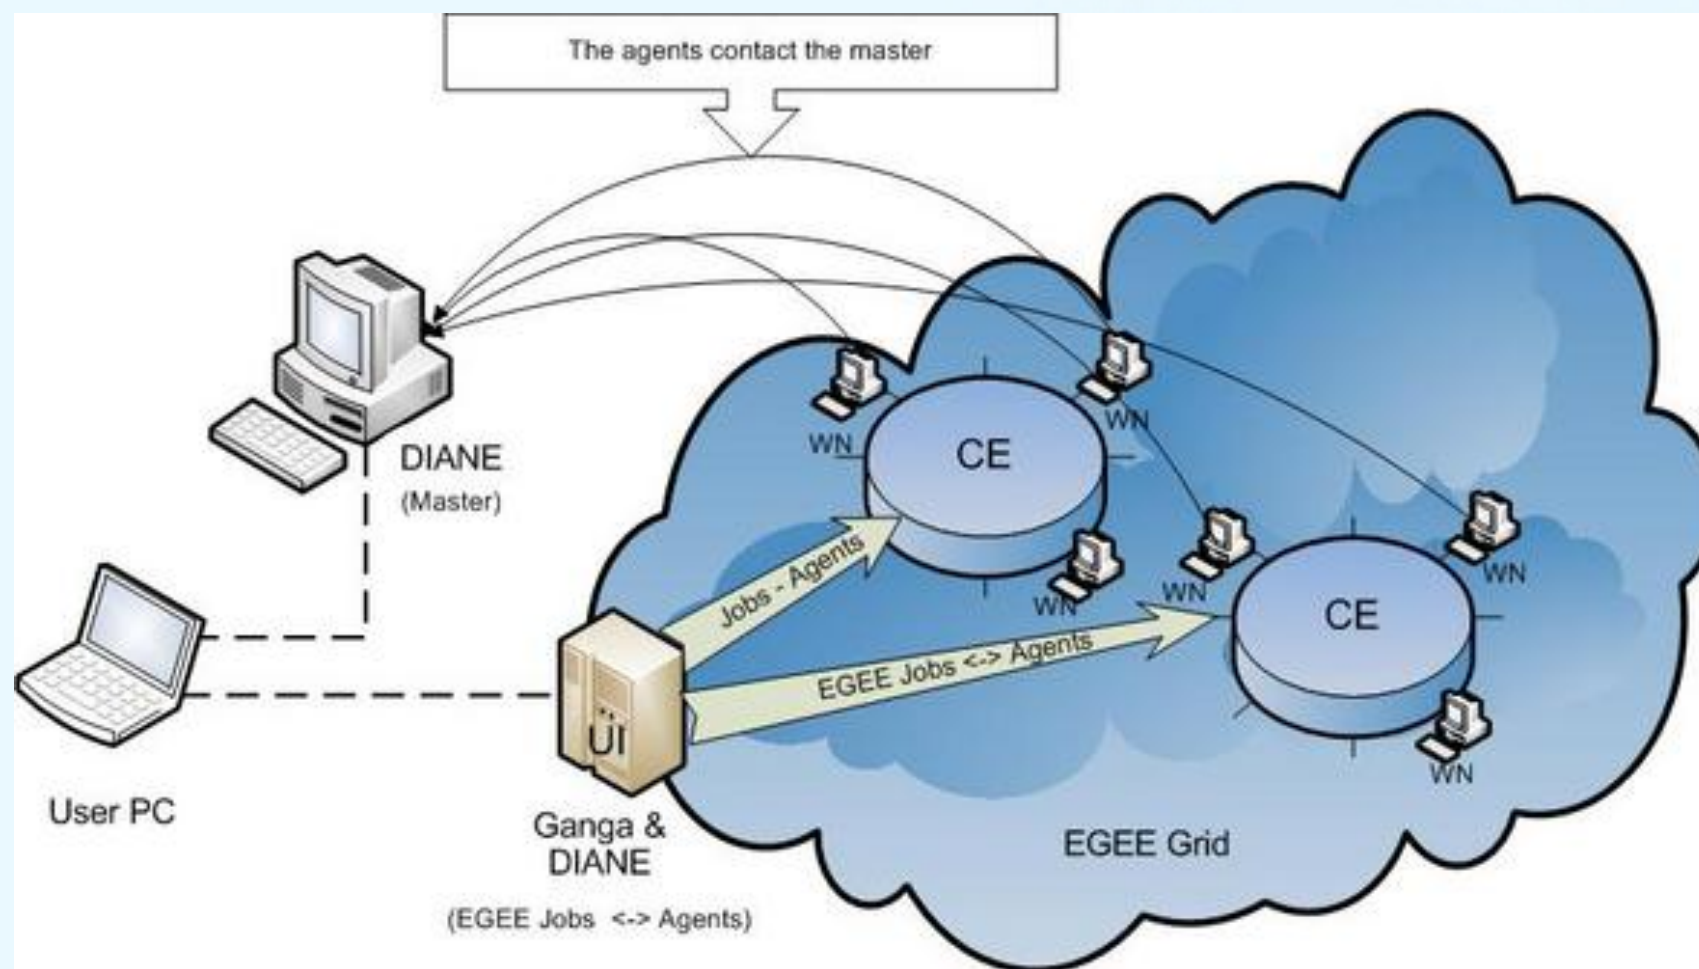 The agents contact the master
DIANE
(Master)
WN
WN
CE
WN
Jobs - Agents
WN
WN
CE
EGEE Jobs <-> Agents
WN
UI
User PC
Ganga &
DIANE
(EGEE Jobs <-> Agents)
EGEE Grid